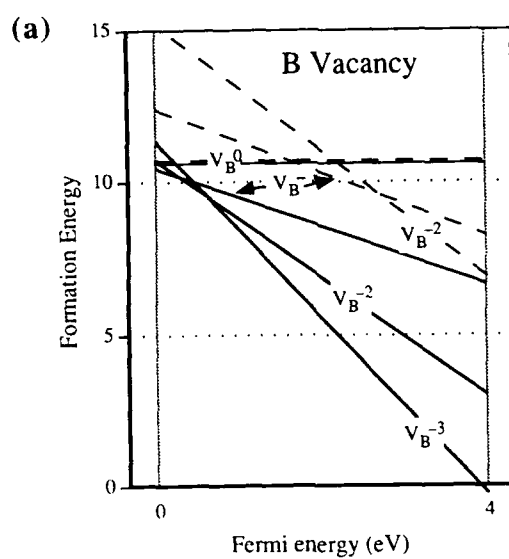 (a)
15
B Vacancy
V_B^0
10
V_B^-
V_B^-2
V_B^-2
5
V_B^-3
0
0
4
Formation Energy
Fermi energy (eV)